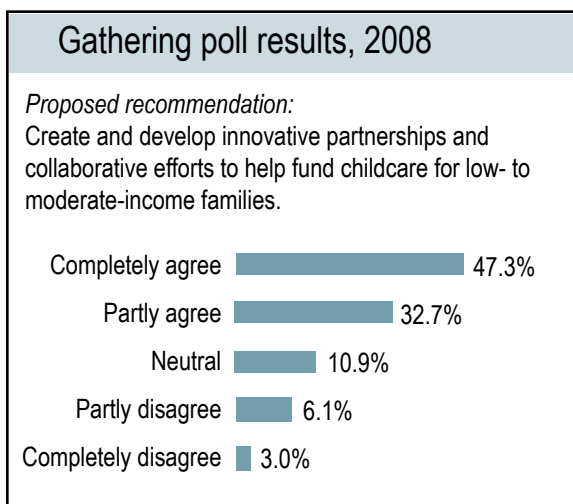 Gathering poll results, 2008
Proposed recommendation:
Create and develop innovative partnerships and
collaborative efforts to help fund childcare for low- to
moderate-income families.
Completely agree 47.3%
Partly agree 32.7%
Neutral 10.9%
Partly disagree 6.1%
Completely disagree 3.0%